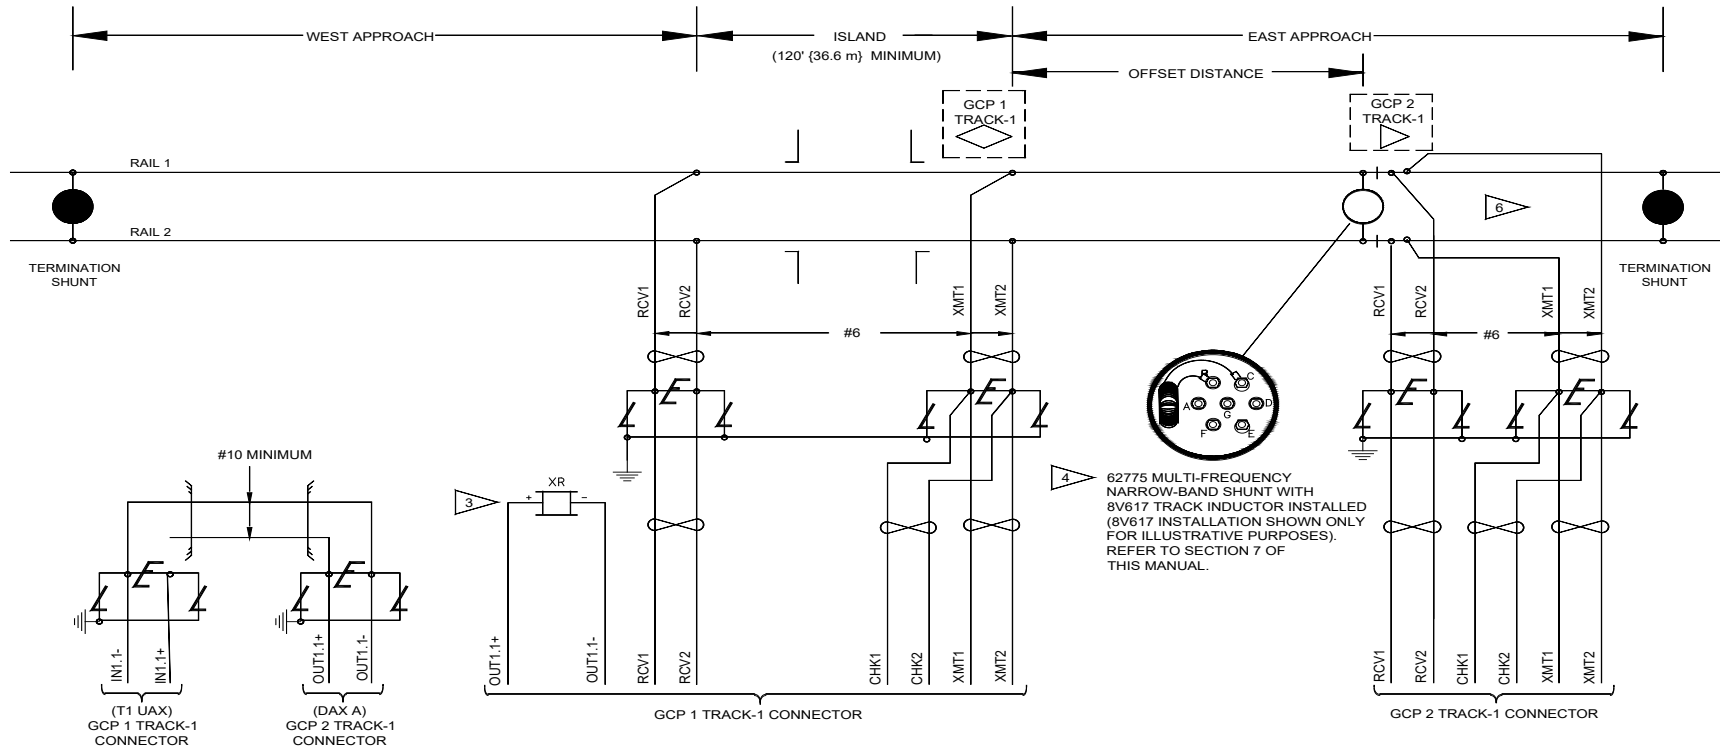 WEST APPROACH
ISLAND
(120' {36.6 m} MINIMUM)
EAST APPROACH
OFFSET DISTANCE
GCP 1
TRACK-1
GCP 2
TRACK-1
RAIL 1
RAIL 2
6
TERMINATION
SHUNT
TERMINATION
SHUNT
RCV1
RCV2
XMT1
XMT2
RCV1
RCV2
XMT1
XMT2
#6
#6
B
C
A
G
D
F
E
#10 MINIMUM
3
+
XR
–
4
62775 MULTI-FREQUENCY
NARROW-BAND SHUNT WITH
8V617 TRACK INDUCTOR INSTALLED
(8V617 INSTALLATION SHOWN ONLY
FOR ILLUSTRATIVE PURPOSES).
REFER TO SECTION 7 OF
THIS MANUAL.
IN1.1-
IN1.1+
OUT1.1+
OUT1.1-
OUT1.1+
OUT1.1-
RCV1
RCV2
CHK1
CHK2
XMT1
XMT2
RCV1
RCV2
CHK1
CHK2
XMT1
XMT2
(T1 UAX)
GCP 1 TRACK-1
CONNECTOR
(DAX A)
GCP 2 TRACK-1
CONNECTOR
GCP 1 TRACK-1 CONNECTOR
GCP 2 TRACK-1 CONNECTOR